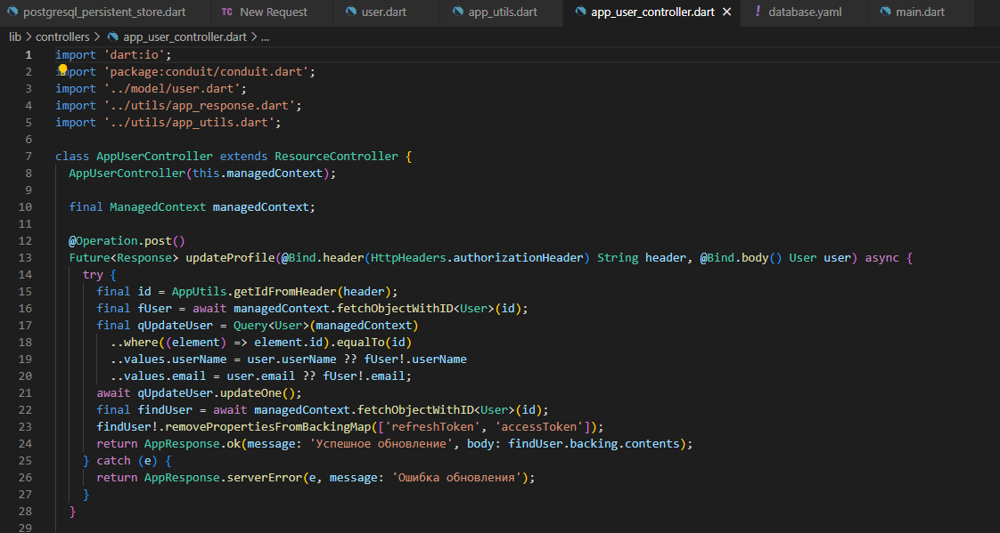 postgresql_persistent_store.dart TC New Request user.dart app_utils.dart app_user_controller.dart ! database.yaml main.dart
lib > controllers > app_user_controller.dart > ...
1 import 'dart:io';
2 import 'package:conduit/conduit.dart';
3 import '../model/user.dart';
4 import '../utils/app_response.dart';
5 import '../utils/app_utils.dart';
6
7 class AppUserController extends ResourceController {
8 AppUserController(this.managedContext);
9
10 final ManagedContext managedContext;
11
12 @Operation.post()
13 Future<Response> updateProfile(@Bind.header(HttpHeaders.authorizationHeader) String header, @Bind.body() User user) async {
14 try {
15 final id = AppUtils.getIdFromHeader(header);
16 final fUser = await managedContext.fetchObjectWithID<User>(id);
17 final qUpdateUser = Query<User>(managedContext)
18 ..where((element) => element.id).equalTo(id)
19 ..values.userName = user.userName ?? fUser!.userName
20 ..values.email = user.email ?? fUser!.email;
21 await qUpdateUser.updateOne();
22 final findUser = await managedContext.fetchObjectWithID<User>(id);
23 findUser!.removePropertiesFromBackingMap(['refreshToken', 'accessToken']);
24 return AppResponse.ok(message: 'Успешное обновление', body: findUser.backing.contents);
25 } catch (e) {
26 return AppResponse.serverError(e, message: 'Ошибка обновления');
27 }
28 }
29